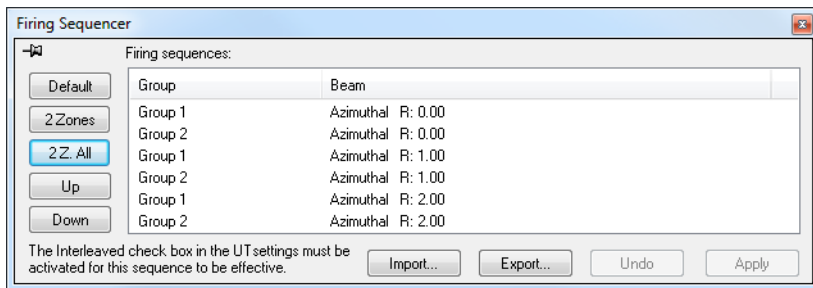 Firing Sequencer
Firing sequences:
Default
2 Zones
2 Z. All
Up
Down
Group Beam
Group 1 Azimuthal R: 0.00
Group 2 Azimuthal R: 0.00
Group 1 Azimuthal R: 1.00
Group 2 Azimuthal R: 1.00
Group 1 Azimuthal R: 2.00
Group 2 Azimuthal R: 2.00
The Interleaved check box in the UT settings must be
activated for this sequence to be effective.
Import... Export... Undo Apply